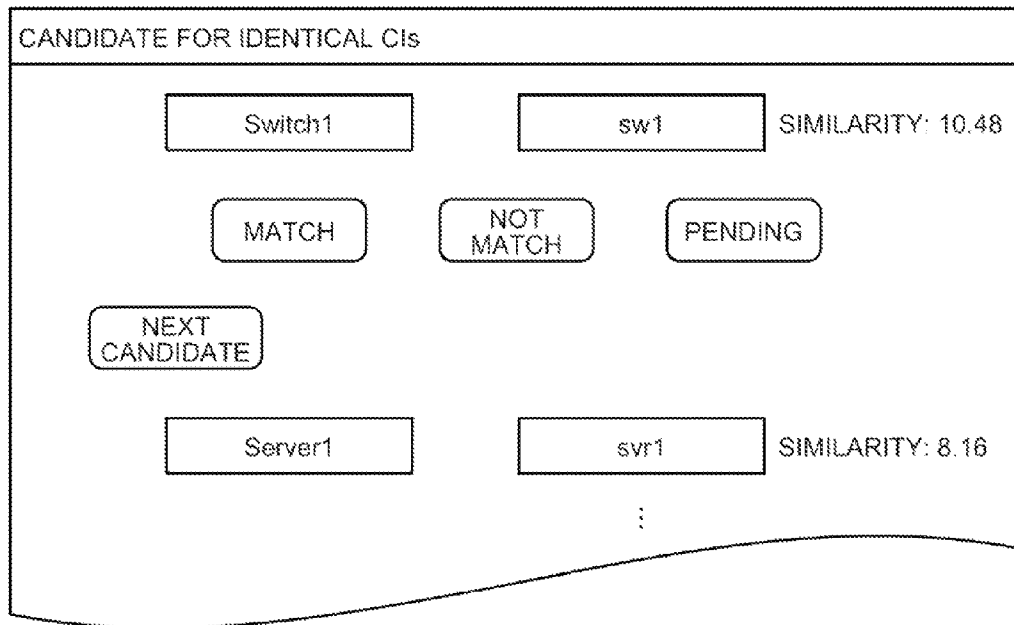 CANDIDATE FOR IDENTICAL CIs
Switch1 sw1 SIMILARITY: 10.48
MATCH NOT MATCH PENDING
NEXT
CANDIDATE
Server1 svr1 SIMILARITY: 8.16
⋮